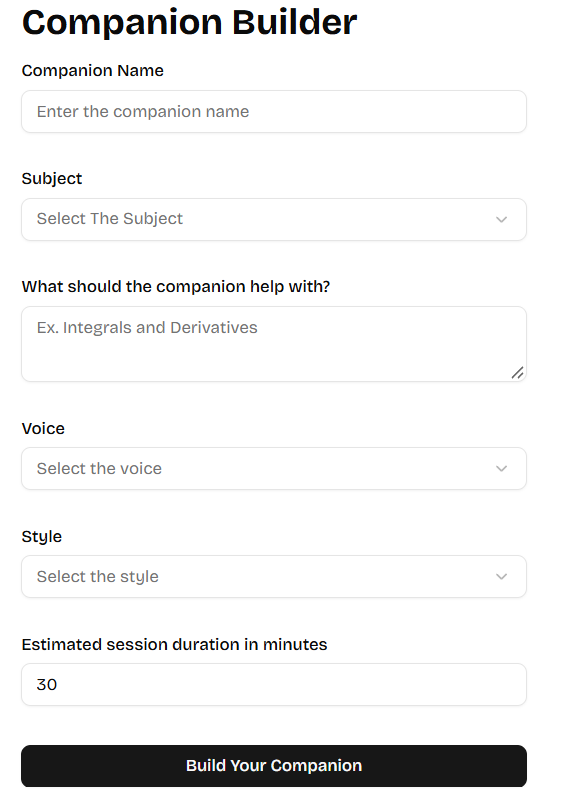 Companion Builder
Companion Name
Enter the companion name
Subject
Select The Subject
What should the companion help with?
Ex. Integrals and Derivatives
Voice
Select the voice
Style
Select the style
Estimated session duration in minutes
30
Build Your Companion